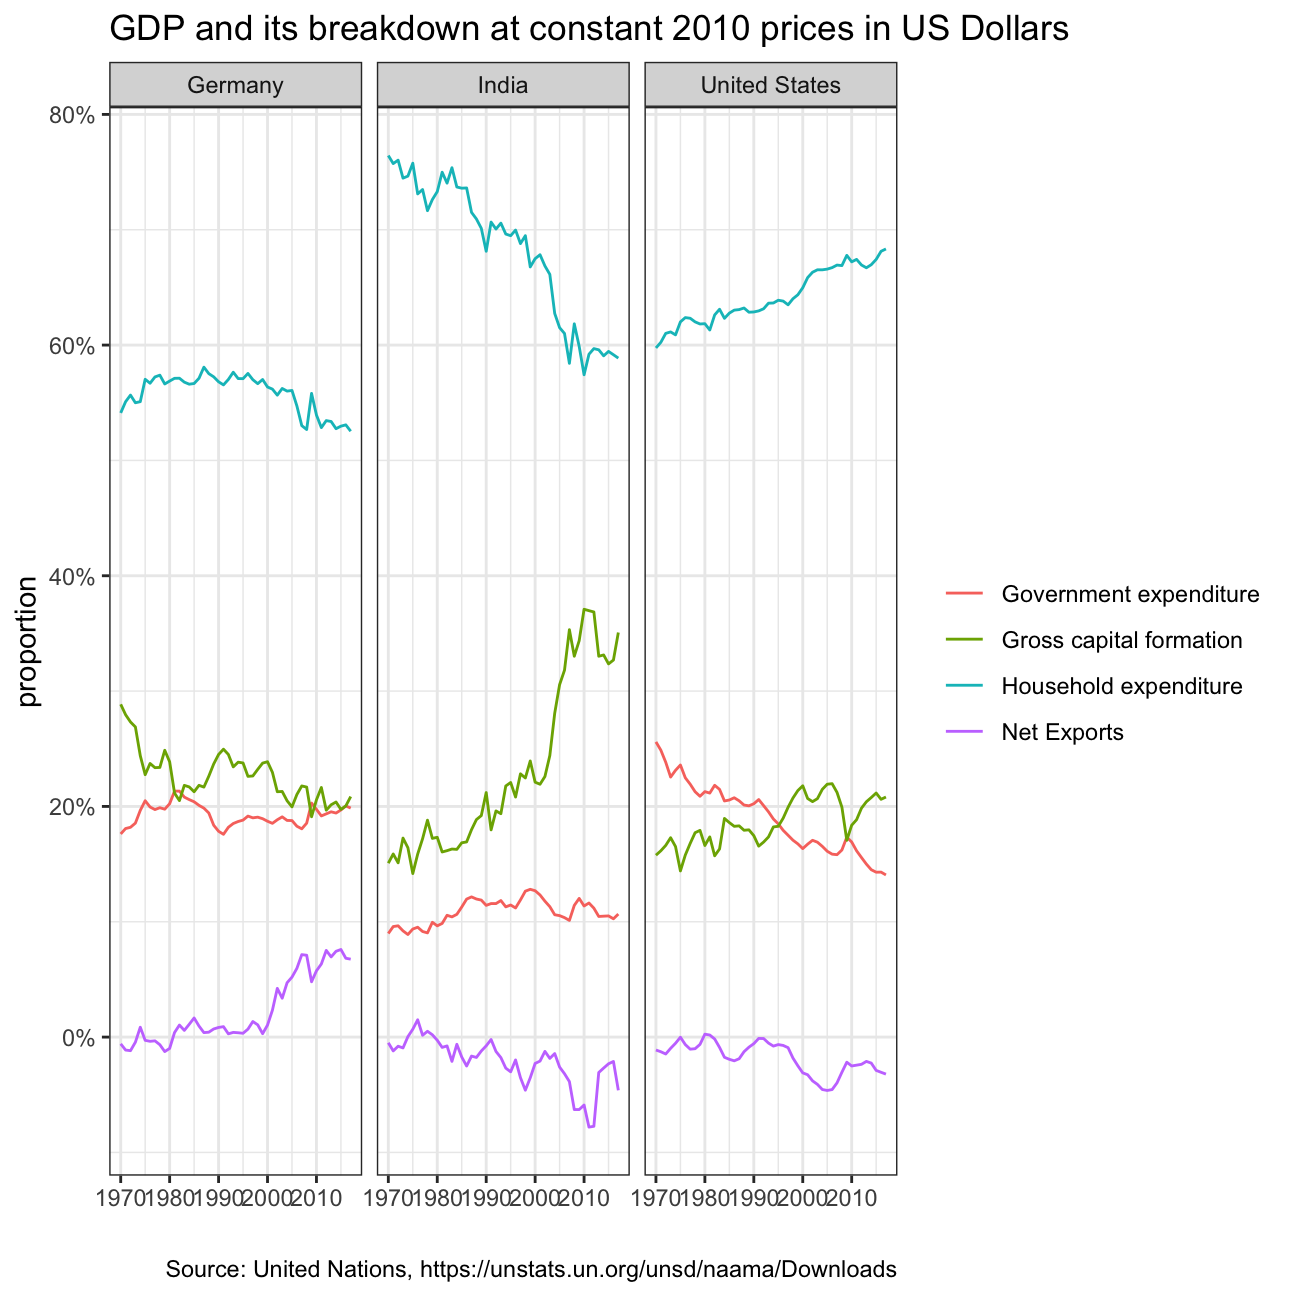 GDP and its breakdown at constant 2010 prices in US Dollars
Germany
India
United States
80%
60%
40%
20%
0%
proportion
Government expenditure
Gross capital formation
Household expenditure
Net Exports
1970 1980 1990 2000 2010
1970 1980 1990 2000 2010
1970 1980 1990 2000 2010
Source: United Nations, https://unstats.un.org/unsd/naama/Downloads